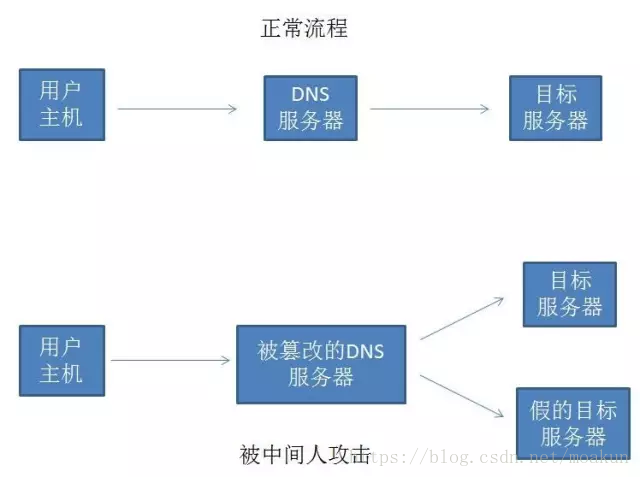 正常流程
用户
主机
DNS
服务器
目标
服务器
目标
服务器
用户
主机
被篡改的DNS
服务器
假的目标
服务器
被中间人攻击
https://blog.csdn.net/moakun